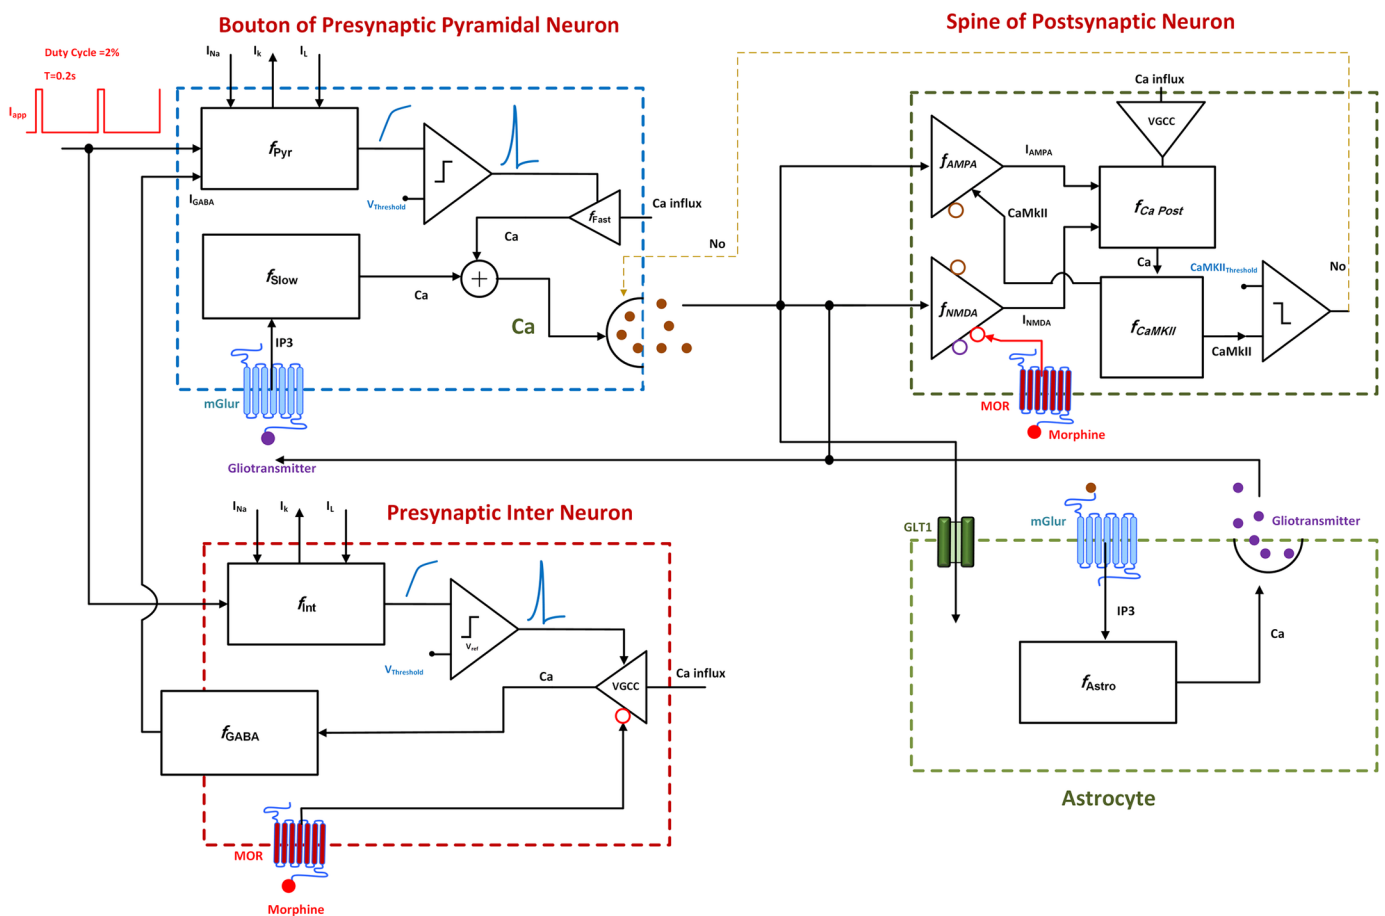 Bouton of Presynaptic Pyramidal Neuron
Spine of Postsynaptic Neuron
Duty Cycle =2%
T=0.2s
Iapp
INa
Ik
IL
fPyr
IGABA
VThreshold
fFast
Ca influx
Ca
fSlow
Ca
IP3
mGlur
Gliotransmitter
Ca
No
Ca influx
VGCC
fAMPA
IAMPA
CaMkII
fCa Post
Ca
fNMDA
INMDA
fCaMKII
CaMKIIThreshold
No
CaMkII
MOR
Morphine
Presynaptic Inter Neuron
INa
Ik
IL
fInt
Vref
VThreshold
VGCC
Ca influx
Ca
fGABA
MOR
Morphine
GLT1
mGlur
Gliotransmitter
IP3
Ca
fAstro
Astrocyte